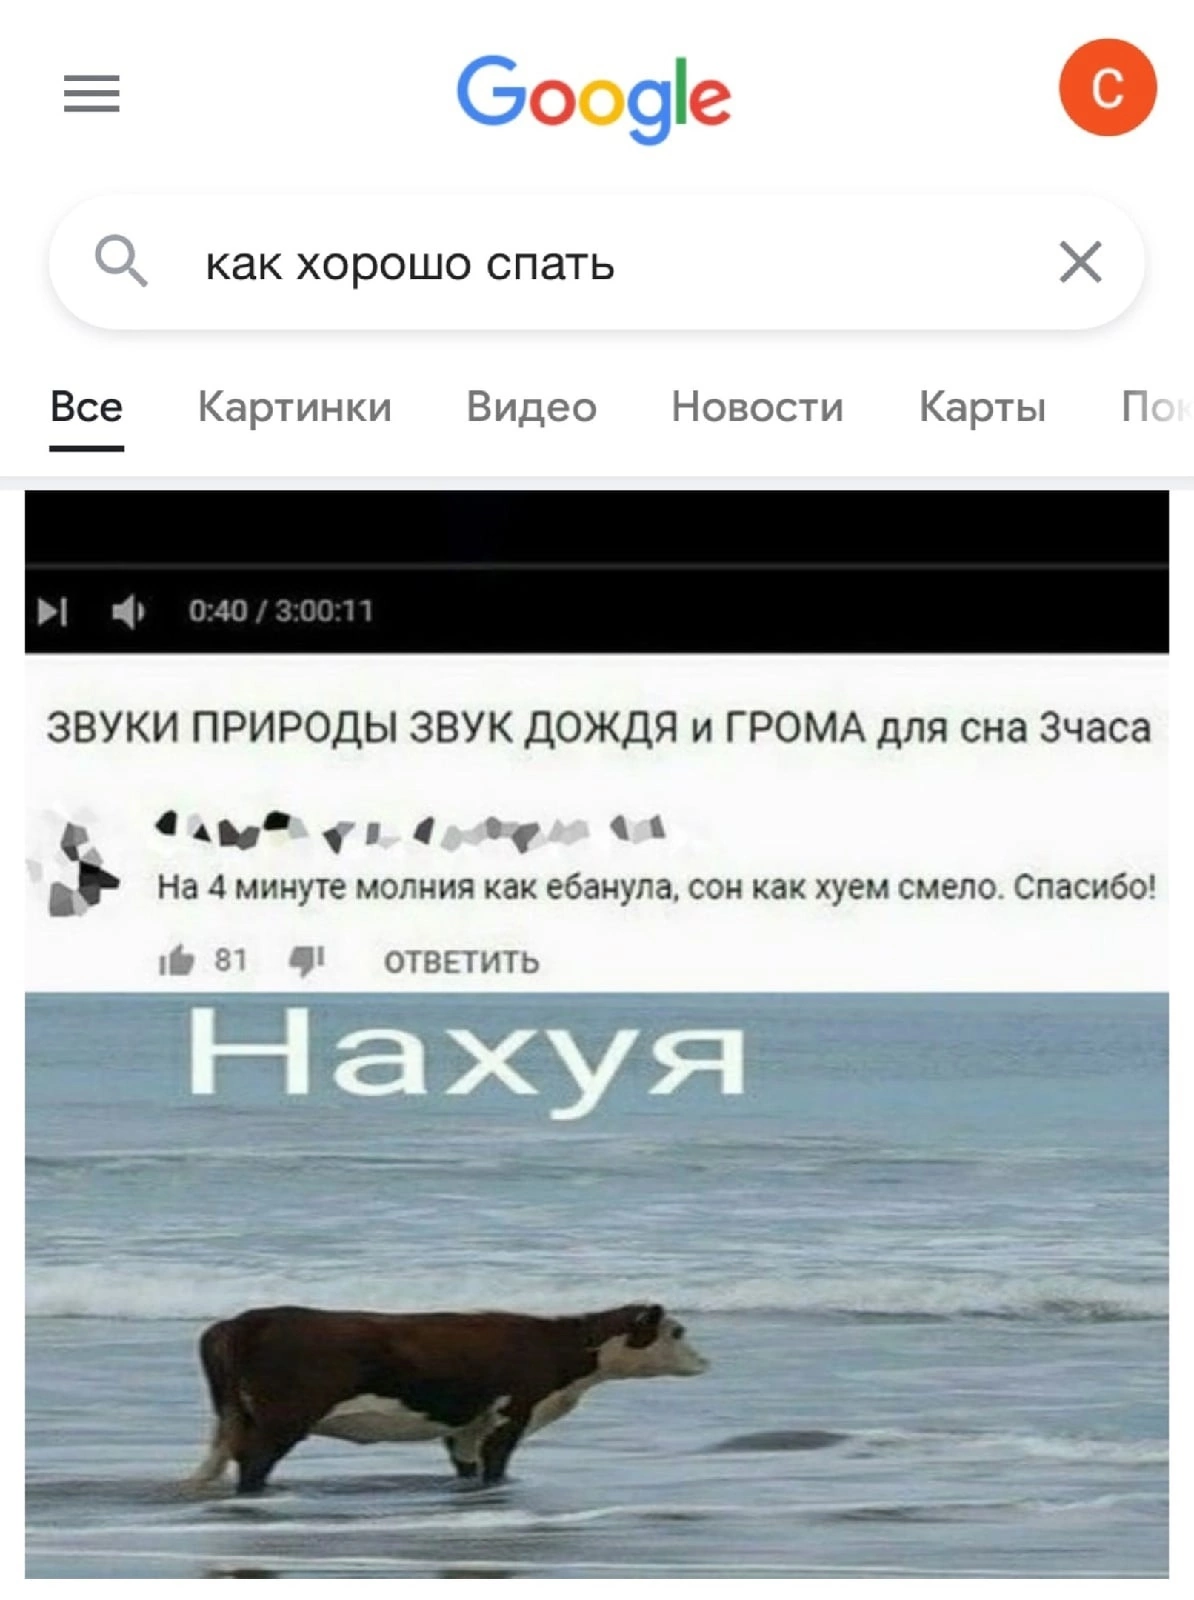 Google
C
как хорошо спать
Все Картинки Видео Новости Карты
0:40 / 3:00:11
ЗВУКИ ПРИРОДЫ ЗВУК ДОЖДЯ и ГРОМА для сна 3часа
На 4 минуте молния как ебанула, сон как хуем смело. Спасибо!
81 ОТВЕТИТЬ
Нахуя